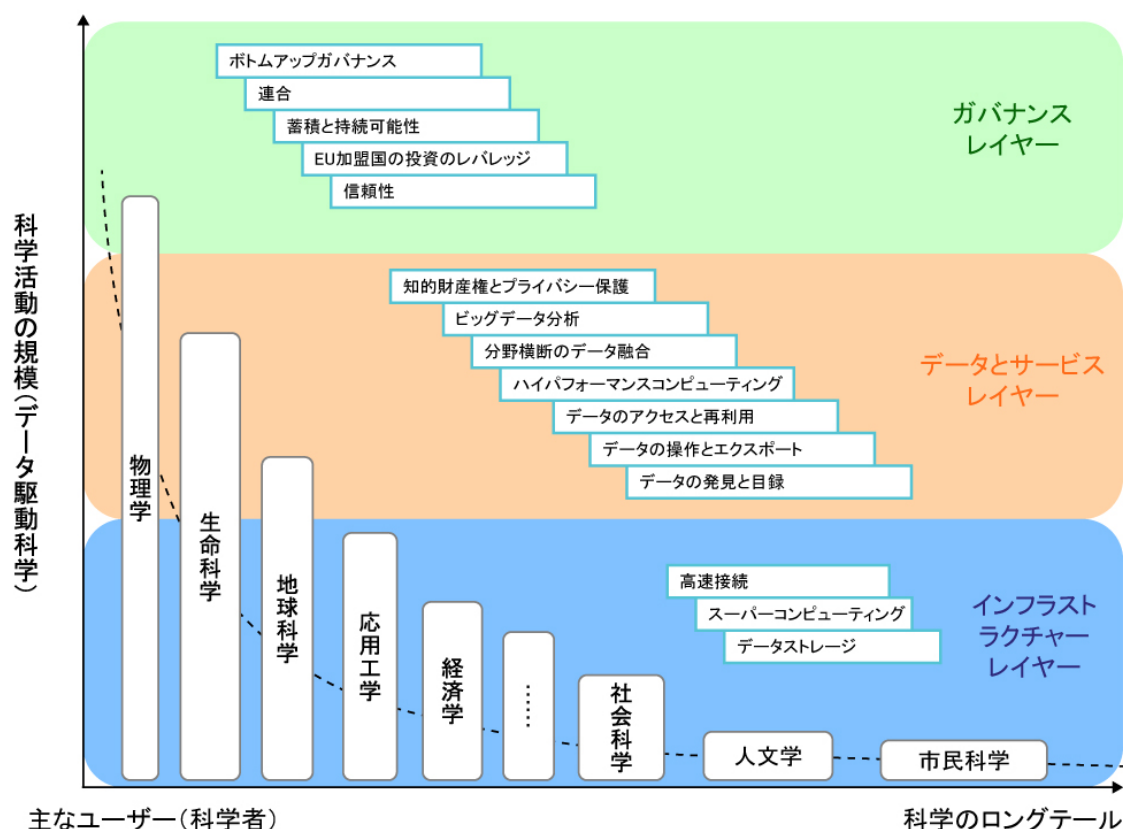 ボトムアップガバナンス
連合
蓄積と持続可能性
EU加盟国の投資のレバレッジ
信頼性
ガバナンス
レイヤー
知的財産権とプライバシー保護
ビッグデータ分析
分野横断のデータ融合
ハイパフォーマンスコンピューティング
データのアクセスと再利用
データの操作とエクスポート
データの発見と目録
データとサービス
レイヤー
高速接続
スーパーコンピューティング
データストレージ
インフラスト
ラクチャー
レイヤー
科学活動の規模(データ駆動科学)
物理学
生命科学
地球科学
応用工学
経済学
……
社会科学
人文学
市民科学
主なユーザー(科学者)
科学のロングテール